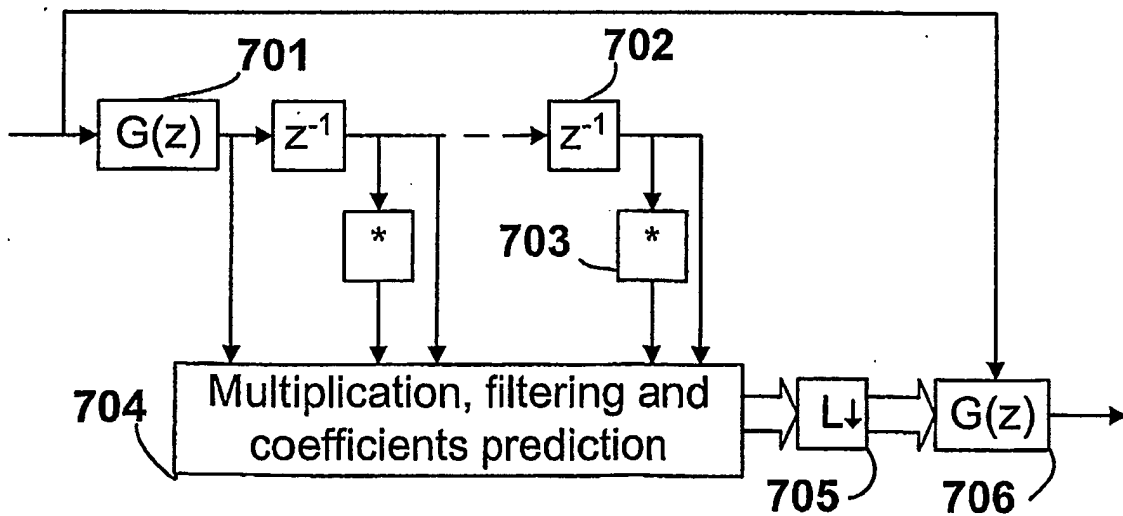 701
702
G(z)
z⁻¹
z⁻¹
*
703
*
704
Multiplication, filtering and
coefficients prediction
L↓
G(z)
705
706